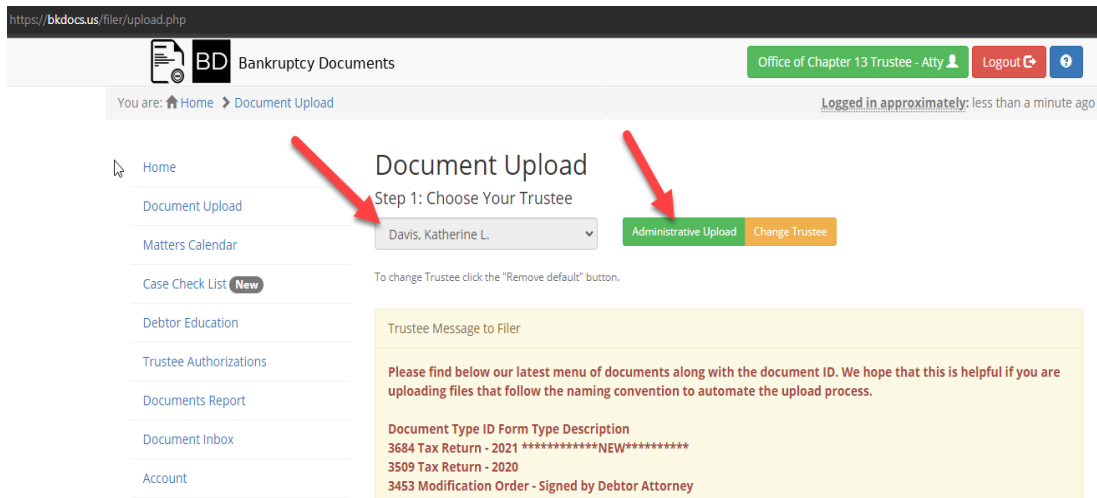 https://bkdocs.us/filer/upload.php
BD Bankruptcy Documents
Office of Chapter 13 Trustee - Atty
Logout
?
You are: Home > Document Upload
Logged in approximately: less than a minute ago
Home
Document Upload
Matters Calendar
Case Check List New
Debtor Education
Trustee Authorizations
Documents Report
Document Inbox
Account
Document Upload
Step 1: Choose Your Trustee
Davis, Katherine L.
Administrative Upload
Change Trustee
To change Trustee click the "Remove default" button.
Trustee Message to Filer
Please find below our latest menu of documents along with the document ID. We hope that this is helpful if you are
uploading files that follow the naming convention to automate the upload process.
Document Type ID Form Type Description
3684 Tax Return - 2021 ************NEW**********
3509 Tax Return - 2020
3453 Modification Order - Signed by Debtor Attorney